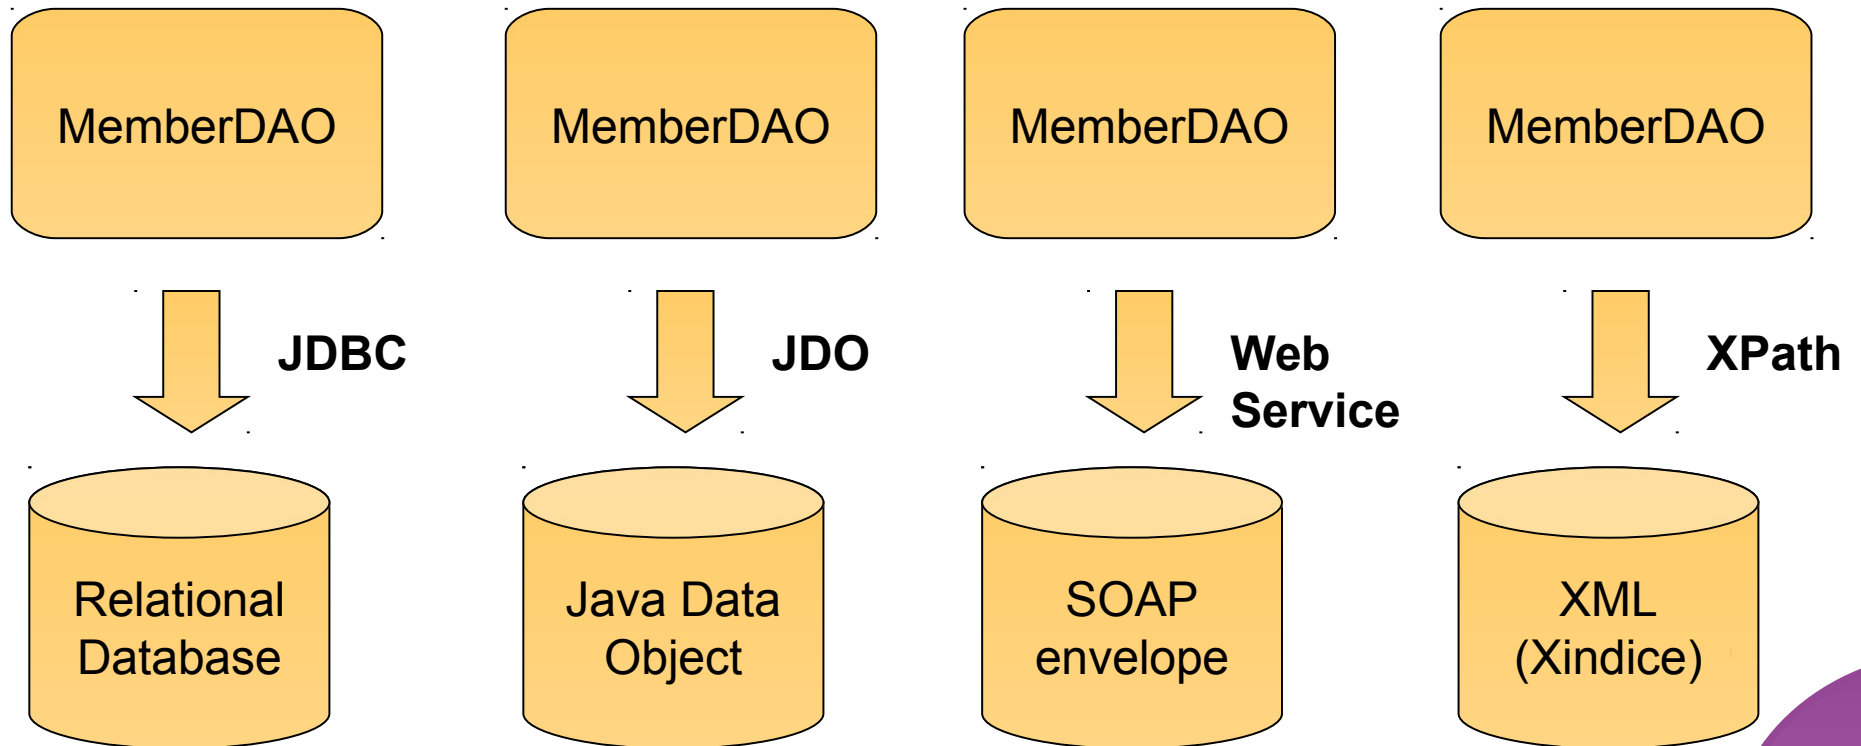 MemberDAO
MemberDAO
MemberDAO
MemberDAO
JDBC
JDO
Web
Service
XPath
Relational
Database
Java Data
Object
SOAP
envelope
XML
(Xindice)